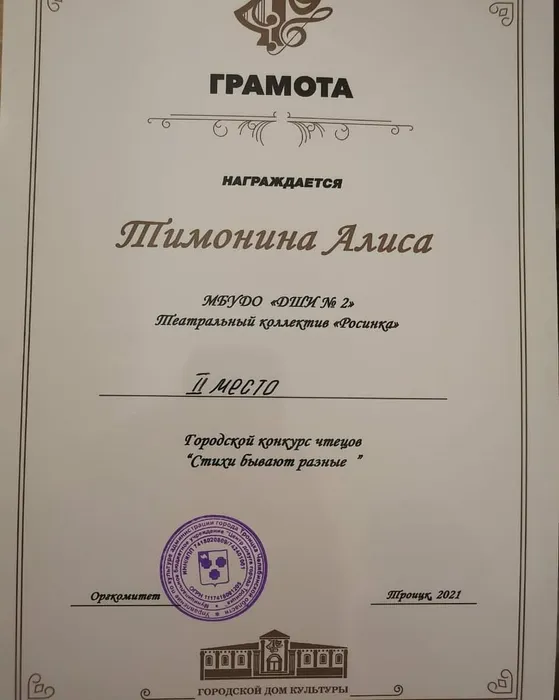 ГРАМОТА
НАГРАЖДАЕТСЯ
Тимонина Алиса
МБУДО «ДШИ № 2»
Театральный коллектив «Росинка»
II место
Городской конкурс чтецов
“Стихи бывают разные ”
Оргкомитет
Троицк, 2021
ГОРОДСКОЙ ДОМ КУЛЬТУРЫ